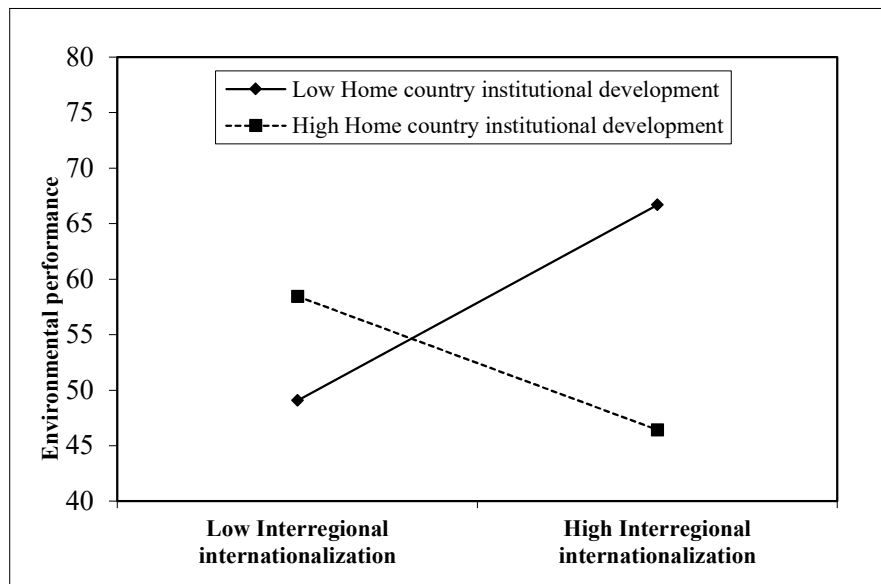 80
75
70
65
60
55
50
45
40
Environmental performance
Low Home country institutional development
High Home country institutional development
Low Interregional
internationalization
High Interregional
internationalization